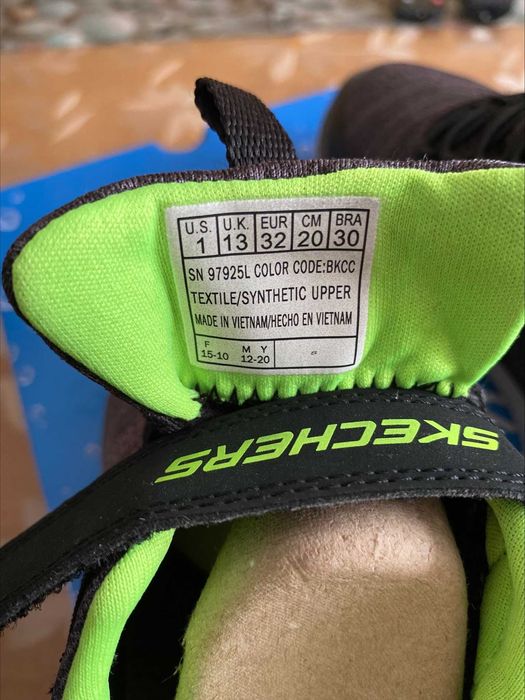 U.S. U.K. EUR CM BRA
1 13 32 20 30
SN 97925L COLOR CODE:BKCC
TEXTILE/SYNTHETIC UPPER
MADE IN VIETNAM/HECHO EN VIETNAM
F M Y
15-10 12-20
SKECHERS